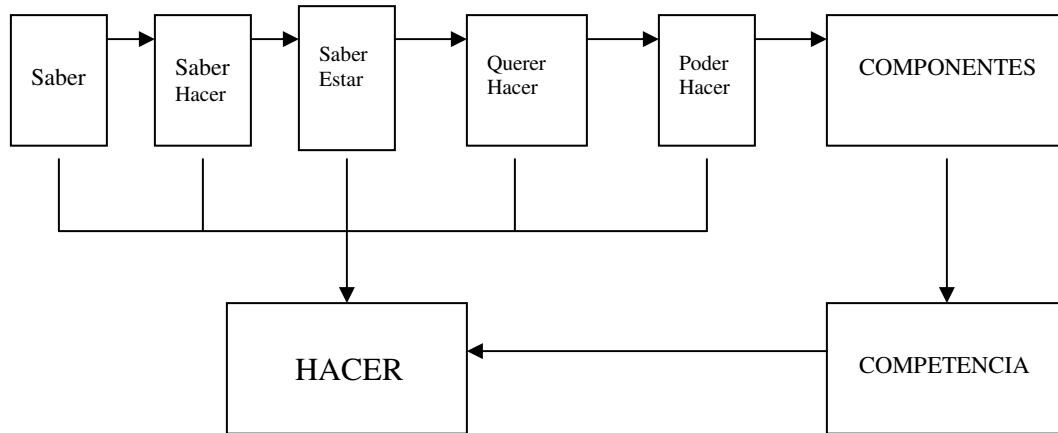 Saber
Saber
Hacer
Saber
Estar
Querer
Hacer
Poder
Hacer
COMPONENTES
HACER
COMPETENCIA